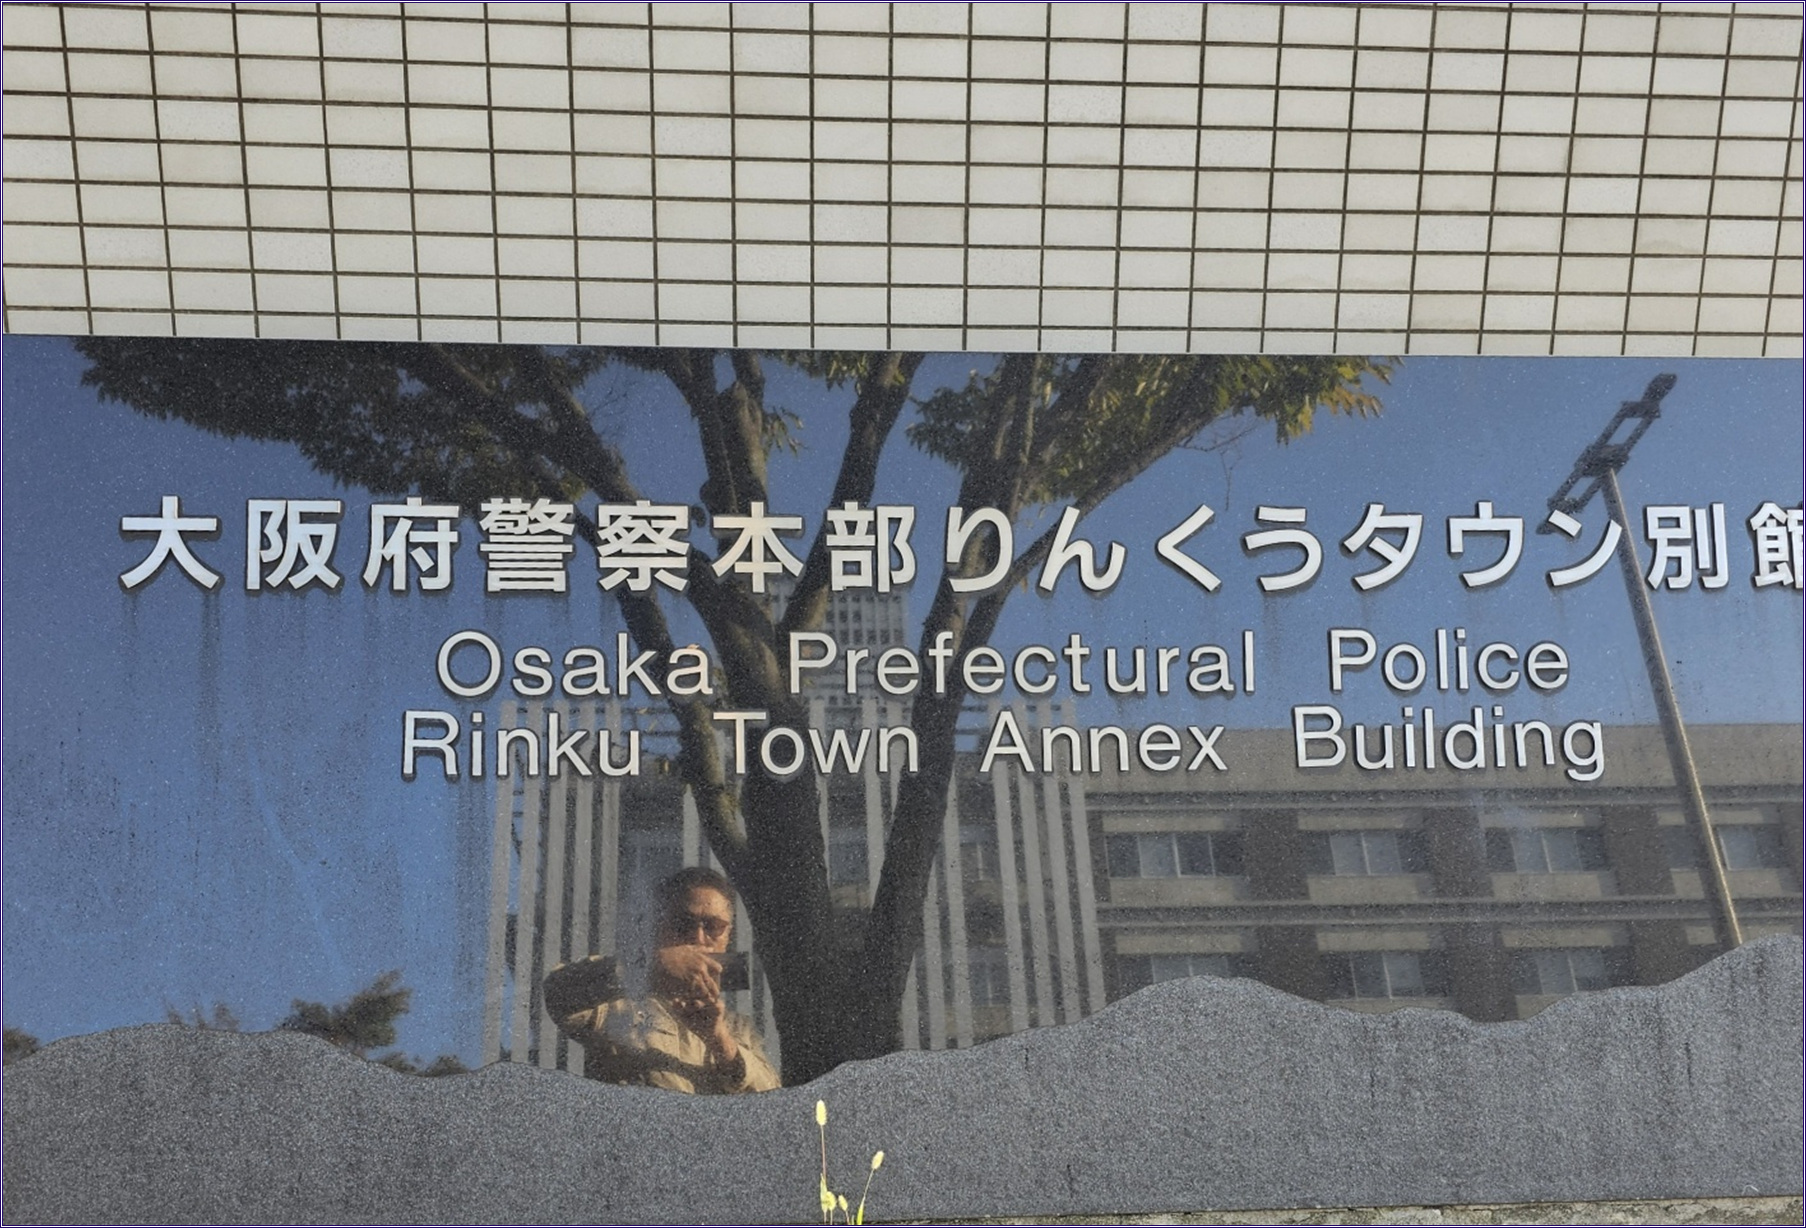 大阪府警察本部りんくうタウン別館
Osaka Prefectural Police
Rinku Town Annex Building